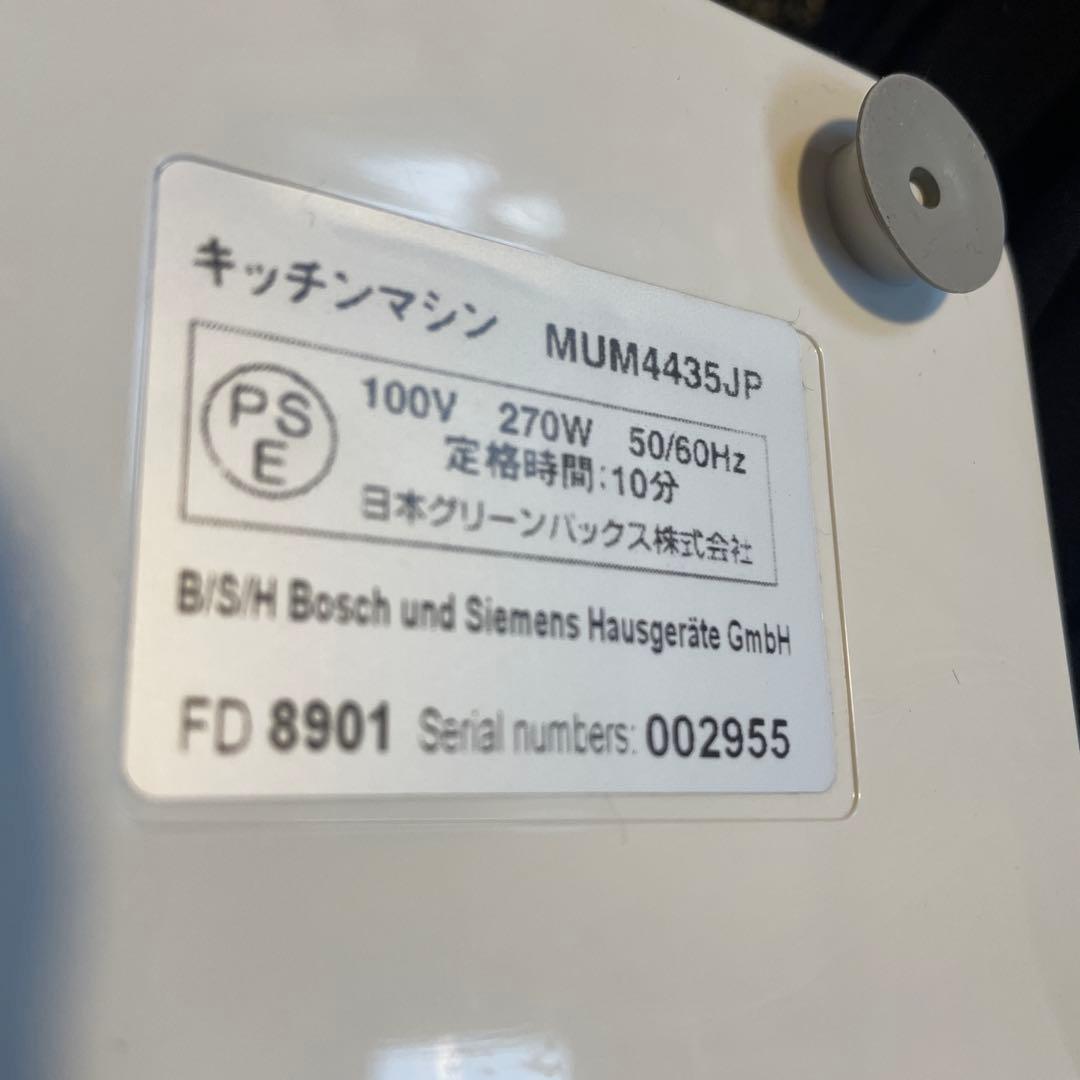 キッチンマシン MUM4435JP
PSE
100V 270W 50/60Hz
定格時間:10分
日本グリーンバックス株式会社
B/S/H Bosch und Siemens Hausgeräte GmbH
FD 8901 Serial numbers: 002955